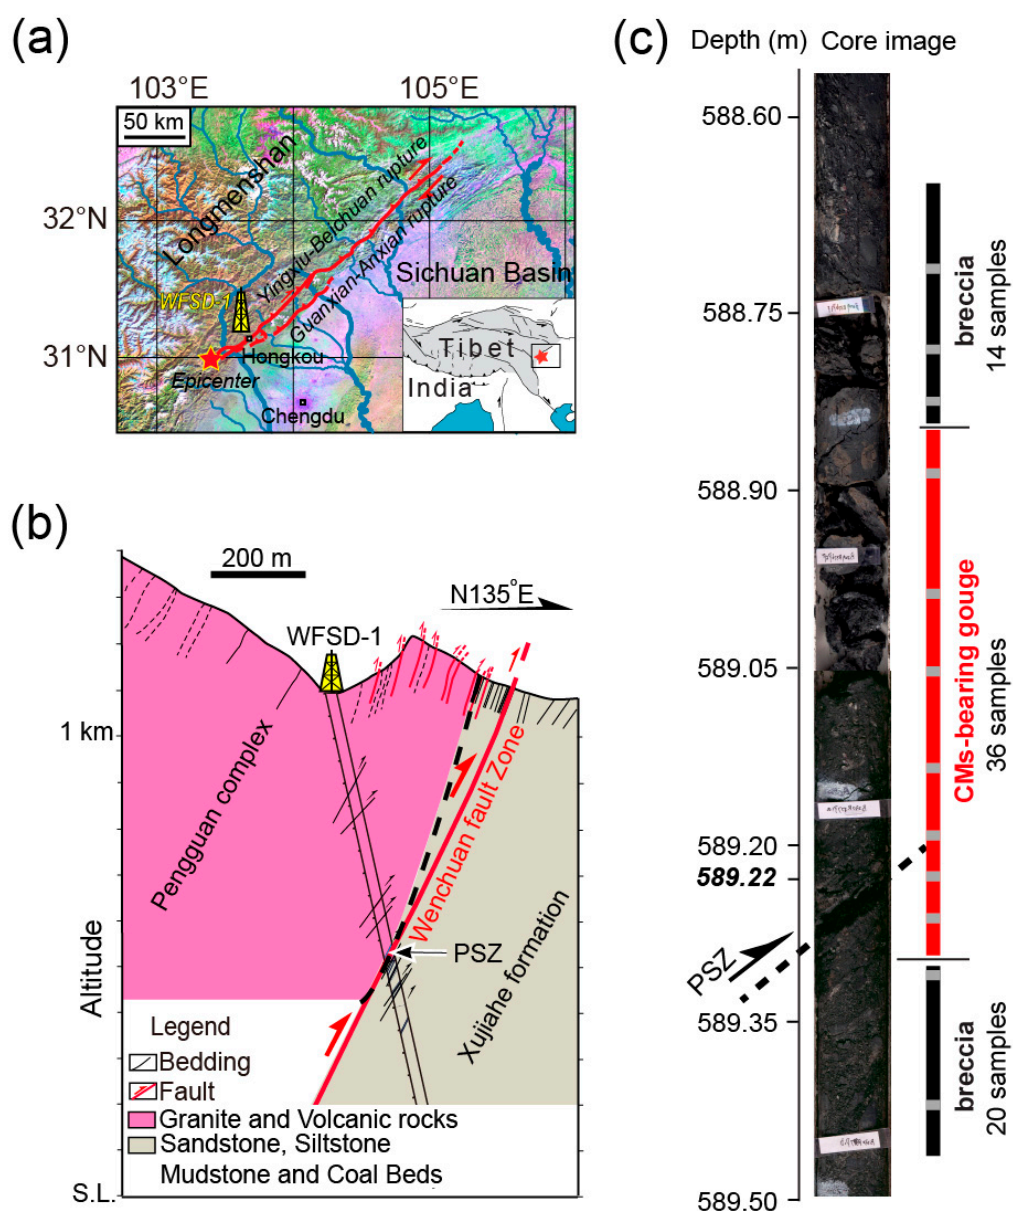 (a)
103°E
105°E
50 km
32°N
31°N
Longmenshan
Yingxiu-Beichuan rupture
Guanxian-Anxian rupture
Sichuan Basin
WFSD-1
Hongkou
Epicenter
Chengdu
Tibet
India
(b)
200 m
N135°E
WFSD-1
1 km
Altitude
S.L.
Pengguan complex
Wenchuan fault Zone
PSZ
Xujiahe formation
Legend
Bedding
Fault
Granite and Volcanic rocks
Sandstone, Siltstone
Mudstone and Coal Beds
(c)
Depth (m)
Core image
588.60
588.75
588.90
589.05
589.20
589.22
589.35
589.50
PSZ
breccia
14 samples
CMs-bearing gouge
36 samples
breccia
20 samples